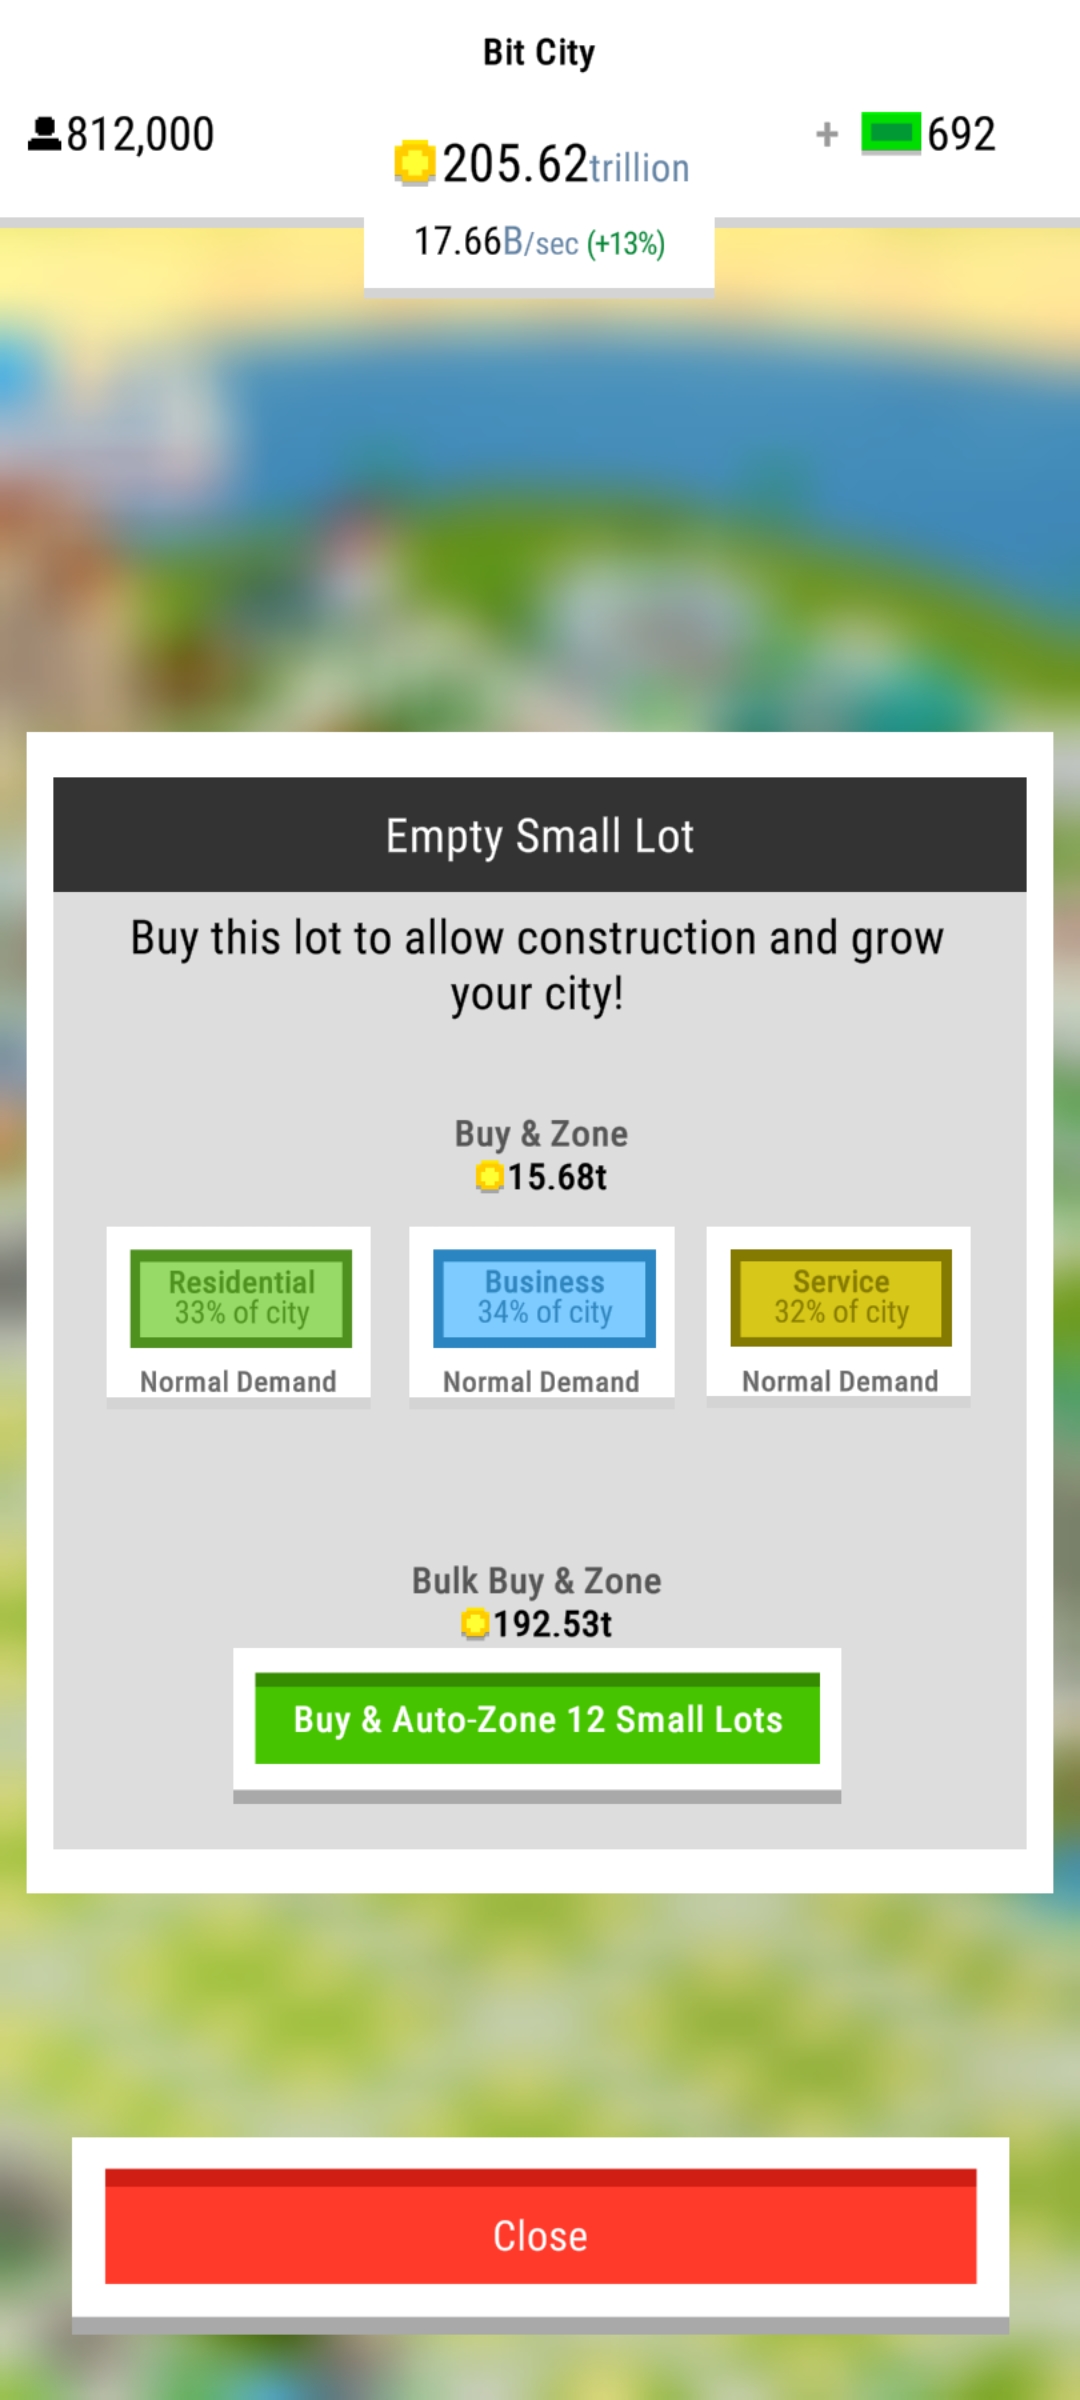 Bit City
812,000
205.62trillion
+ 692
17.66B/sec (+13%)
Empty Small Lot
Buy this lot to allow construction and grow
your city!
Buy & Zone
15.68t
Residential
33% of city
Normal Demand
Business
34% of city
Normal Demand
Service
32% of city
Normal Demand
Bulk Buy & Zone
192.53t
Buy & Auto-Zone 12 Small Lots
Close